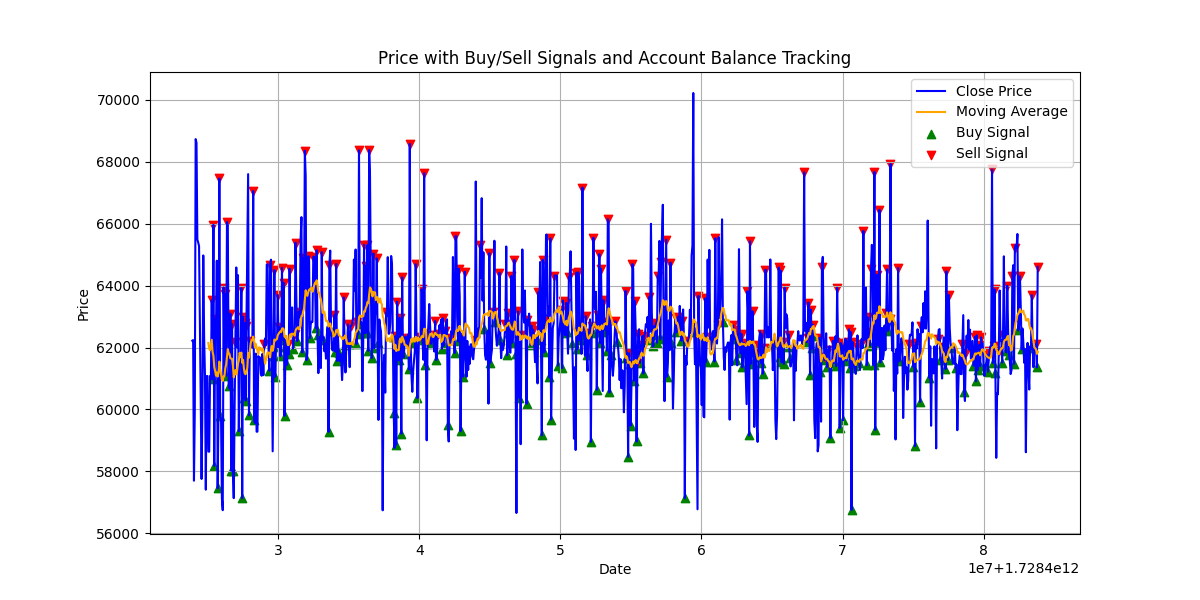 Price with Buy/Sell Signals and Account Balance Tracking
Close Price
Moving Average
Buy Signal
Sell Signal
70000
68000
66000
64000
62000
60000
58000
56000
Price
3 4 5 6 7 8
Date
1e7+1.7284e12